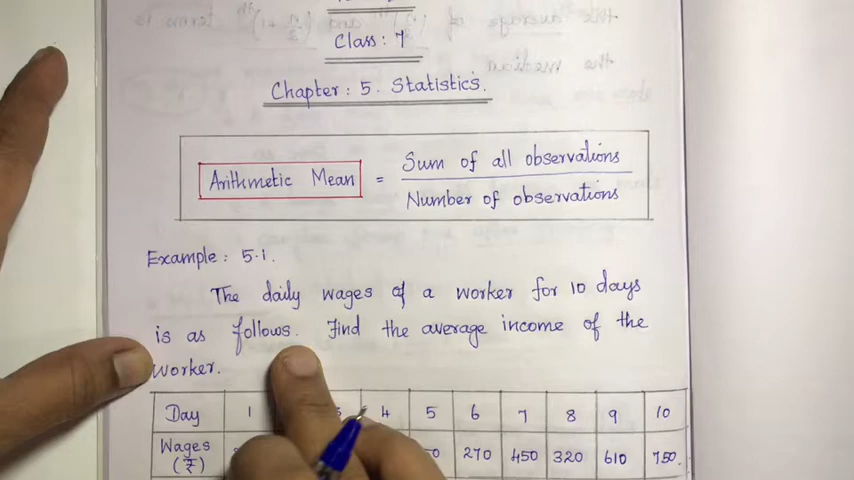 Class: 7
Chapter: 5. Statistics.
Arithmetic Mean = Sum of all observations
Number of observations
Example: 5.1.
The daily wages of a worker for 10 days
is as follows. Find the average income of the
worker.
Day 1 4 5 6 7 8 9 10
Wages 270 450 320 610 750.
(₹)